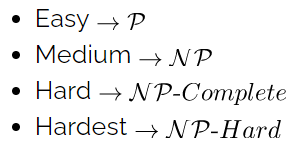 • Easy → 𝒫
• Medium → 𝒩𝒫
• Hard → 𝒩𝒫-Complete
• Hardest → 𝒩𝒫-Hard